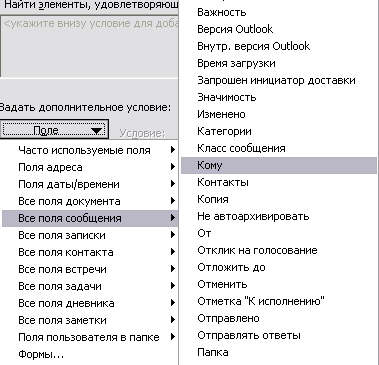 Найти элементы, удовлетворяющ
<укажите внизу условие для доба
Задать дополнительное условие:
Поле
Условие:
Часто используемые поля
Поля адреса
Поля даты/времени
Все поля документа
Все поля сообщения
Все поля записки
Все поля контакта
Все поля встречи
Все поля задачи
Все поля дневника
Все поля заметки
Поля пользователя в папке
Формы...
Важность
Версия Outlook
Внутр. версия Outlook
Время загрузки
Запрошен инициатор доставки
Значимость
Изменено
Категории
Класс сообщения
Кому
Контакты
Копия
Не автоархивировать
От
Отклик на голосование
Отложить до
Отменить
Отметка "К исполнению"
Отправлено
Отправлять ответы
Папка